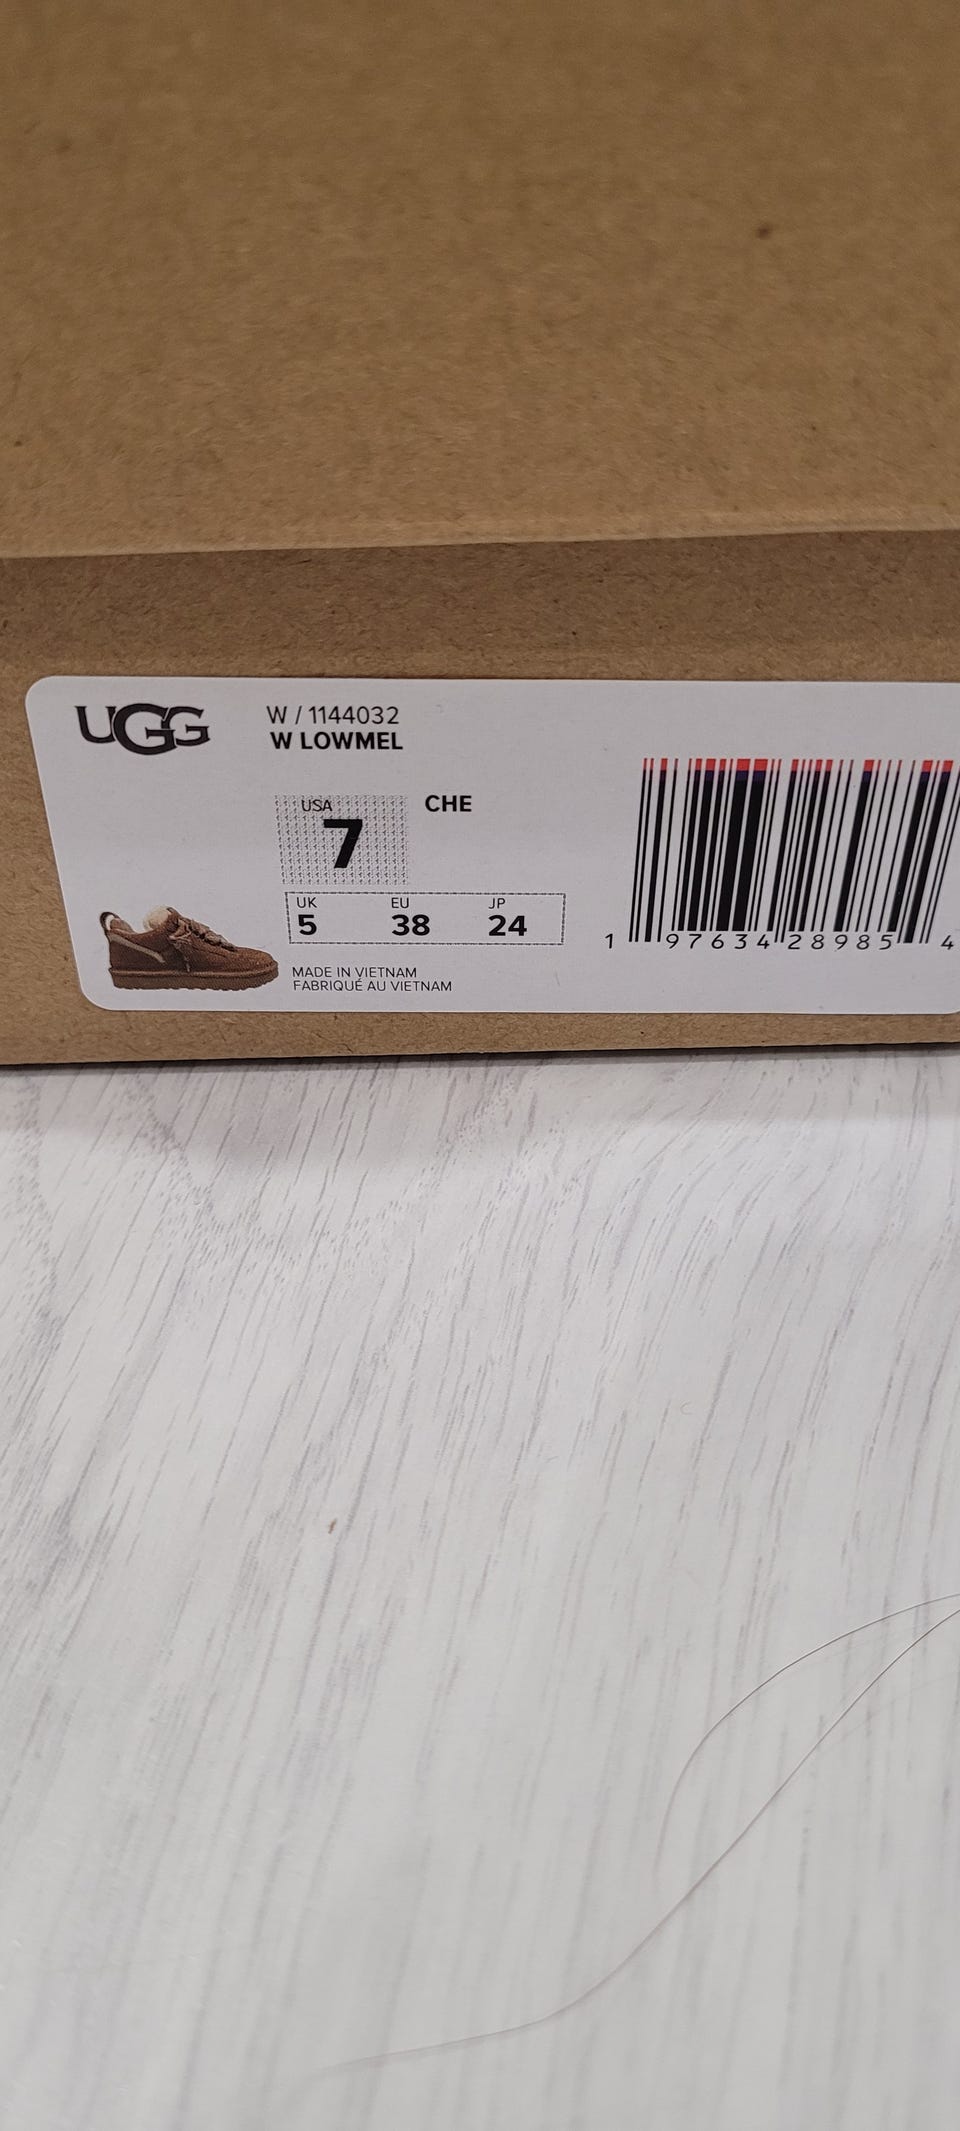 UGG
W / 1144032
W LOWMEL
USA
7
CHE
UK EU JP
5 38 24
MADE IN VIETNAM
FABRIQUÉ AU VIETNAM
1 97634 28985 4